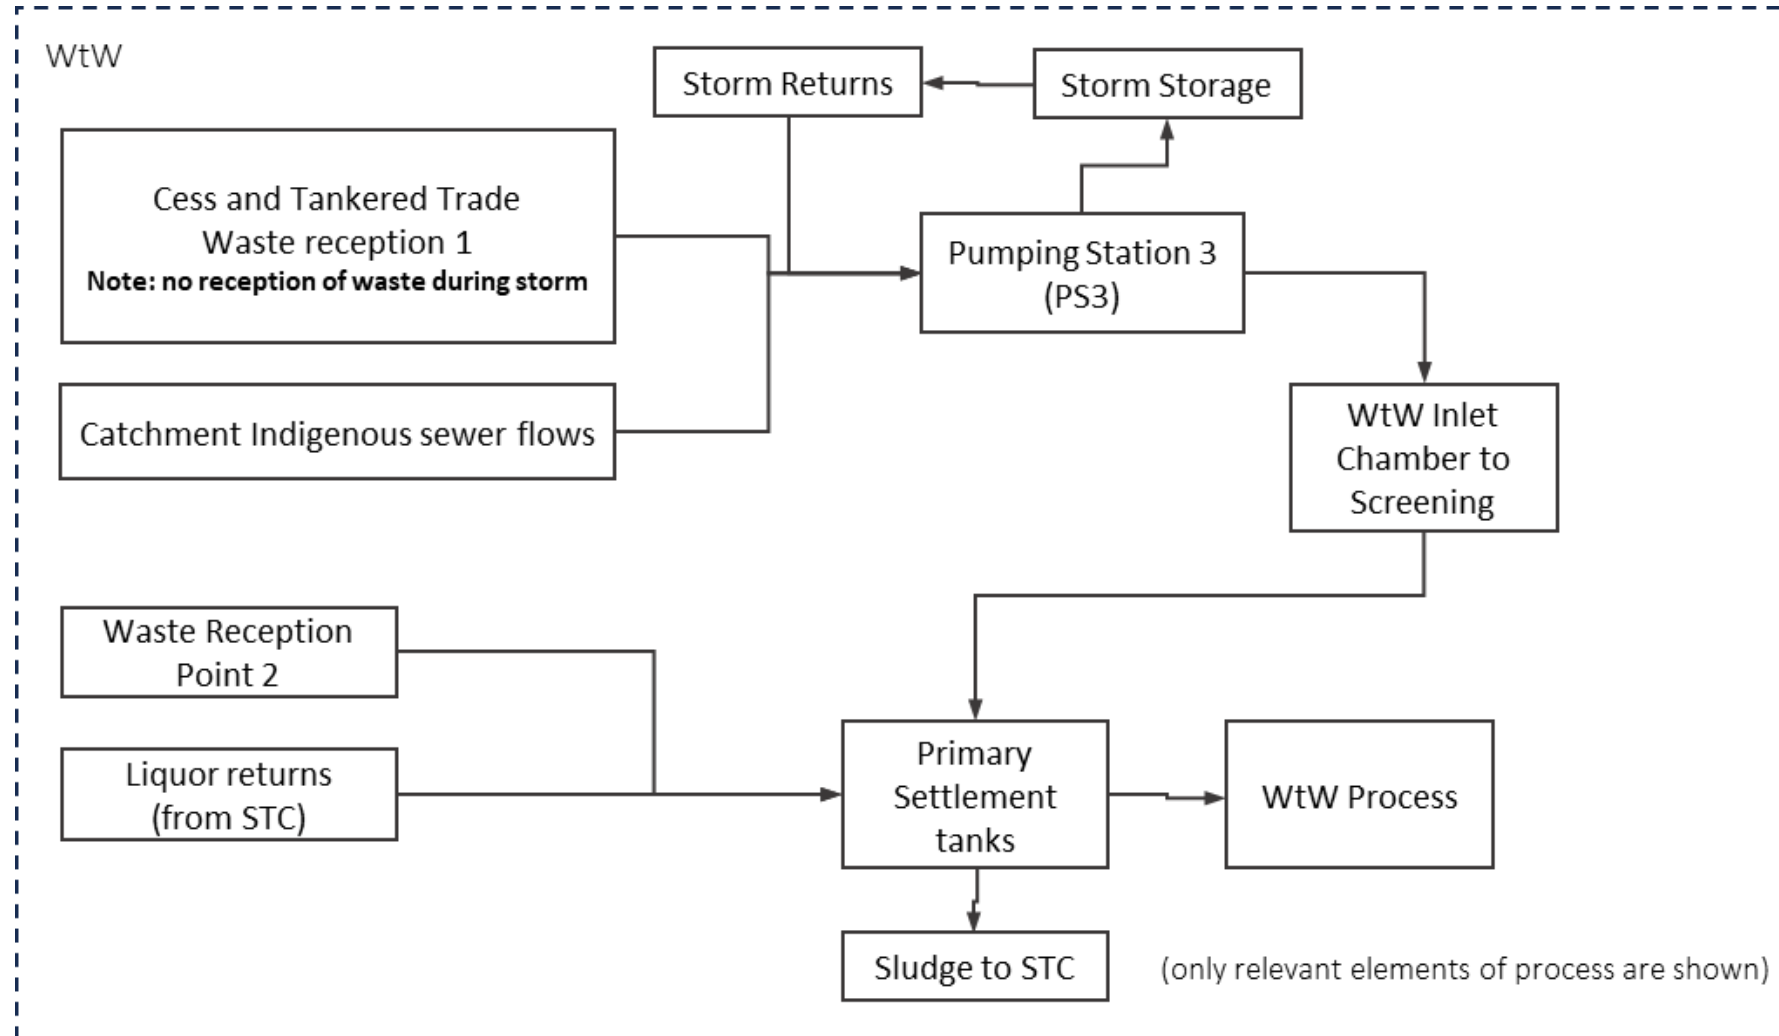 WtW
Storm Returns
Storm Storage
Cess and Tankered Trade
Waste reception 1
Note: no reception of waste during storm
Pumping Station 3
(PS3)
Catchment Indigenous sewer flows
WtW Inlet
Chamber to
Screening
Waste Reception
Point 2
Liquor returns
(from STC)
Primary
Settlement
tanks
WtW Process
Sludge to STC
(only relevant elements of process are shown)